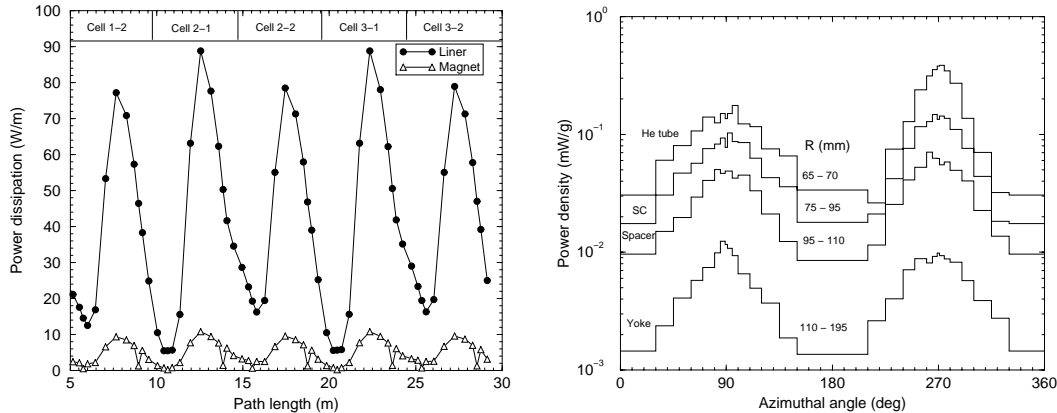 Cell 1−2 Cell 2−1 Cell 2−2 Cell 3−1 Cell 3−2
Liner
Magnet
100
90
80
70
60
50
40
30
20
10
0
Power dissipation (W/m)
5 10 15 20 25 30
Path length (m)
10^0
10^−1
10^−2
10^−3
Power density (mW/g)
He tube
R (mm)
65 − 70
SC
75 − 95
Spacer
95 − 110
Yoke
110 − 195
0 90 180 270 360
Azimuthal angle (deg)